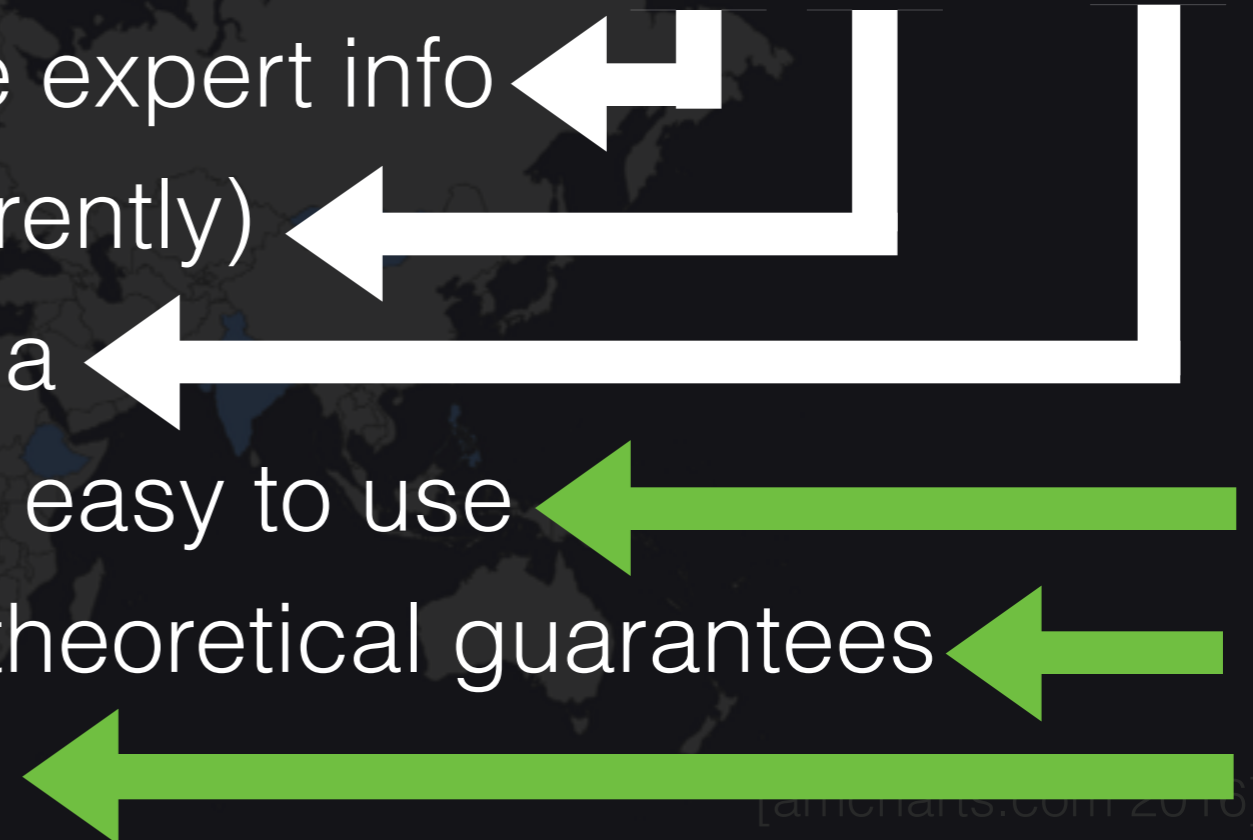 e expert info
rently)
a
easy to use
theoretical guarantees
[amcharts.com 2016